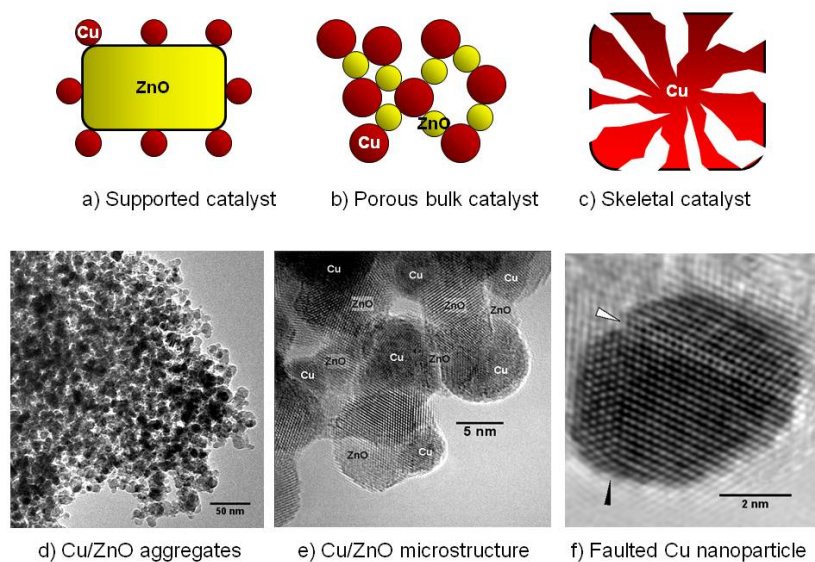 Cu
ZnO
ZnO
Cu
Cu
a) Supported catalyst
b) Porous bulk catalyst
c) Skeletal catalyst
Cu
Cu
Cu
ZnO
ZnO
ZnO
Cu
ZnO
ZnO
Cu
Cu
5 nm
ZnO
Cu
50 nm
2 nm
d) Cu/ZnO aggregates
e) Cu/ZnO microstructure
f) Faulted Cu nanoparticle